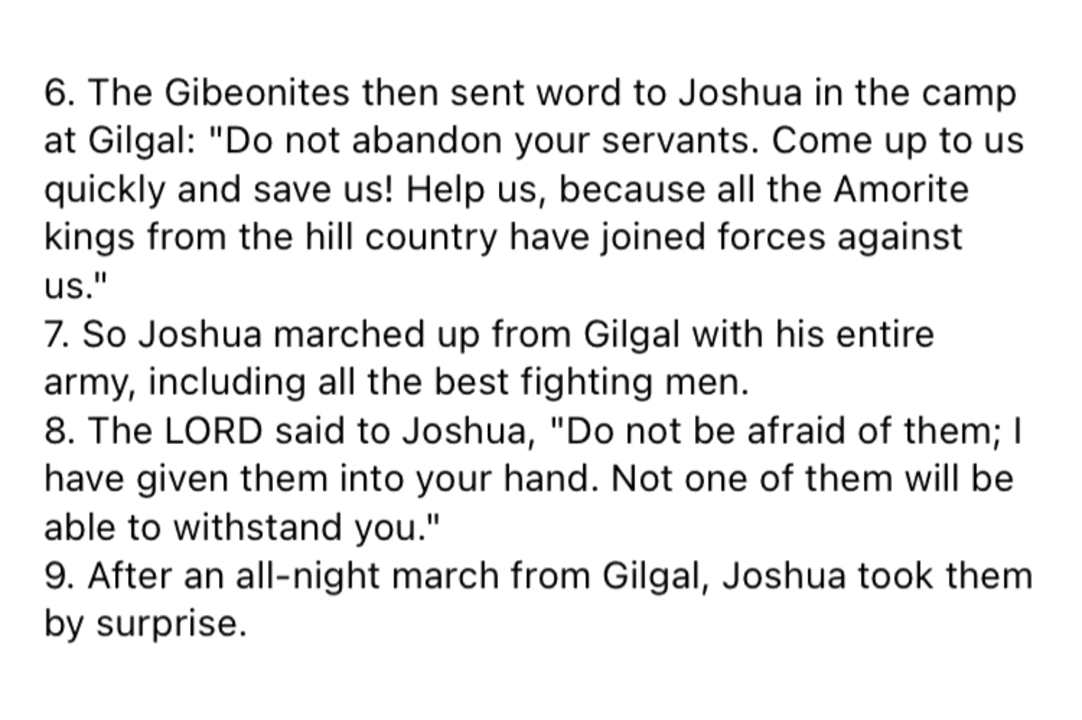 6. The Gibeonites then sent word to Joshua in the camp
at Gilgal: "Do not abandon your servants. Come up to us
quickly and save us! Help us, because all the Amorite
kings from the hill country have joined forces against
us."
7. So Joshua marched up from Gilgal with his entire
army, including all the best fighting men.
8. The LORD said to Joshua, "Do not be afraid of them; I
have given them into your hand. Not one of them will be
able to withstand you."
9. After an all-night march from Gilgal, Joshua took them
by surprise.